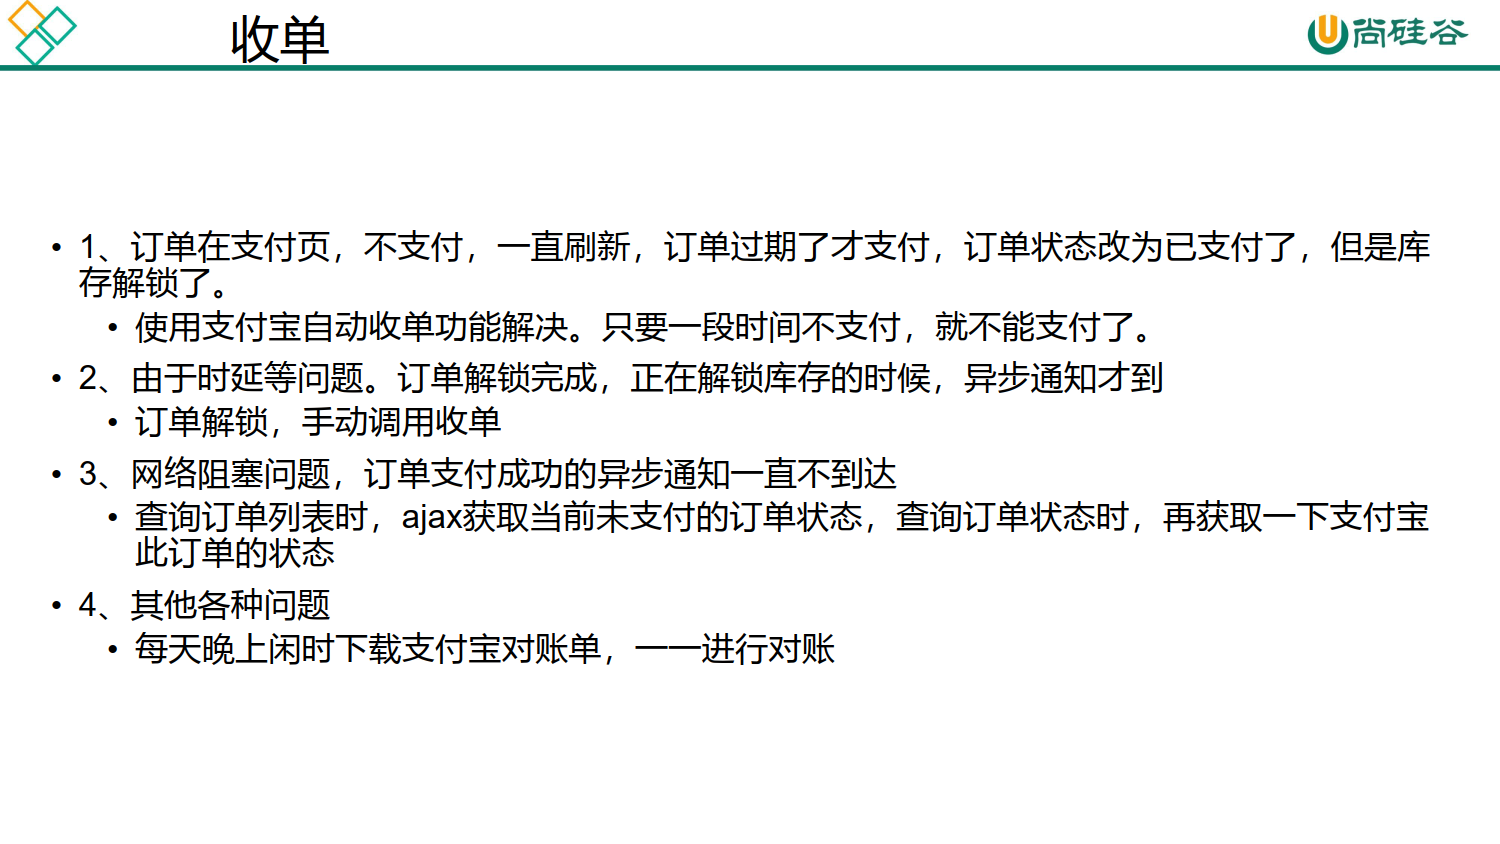 收单
尚硅谷
• 1、订单在支付页，不支付，一直刷新，订单过期了才支付，订单状态改为已支付了，但是库
存解锁了。
• 使用支付宝自动收单功能解决。只要一段时间不支付，就不能支付了。
• 2、由于时延等问题。订单解锁完成，正在解锁库存的时候，异步通知才到
• 订单解锁，手动调用收单
• 3、网络阻塞问题，订单支付成功的异步通知一直不到达
• 查询订单列表时，ajax获取当前未支付的订单状态，查询订单状态时，再获取一下支付宝
此订单的状态
• 4、其他各种问题
• 每天晚上闲时下载支付宝对账单，一一进行对账